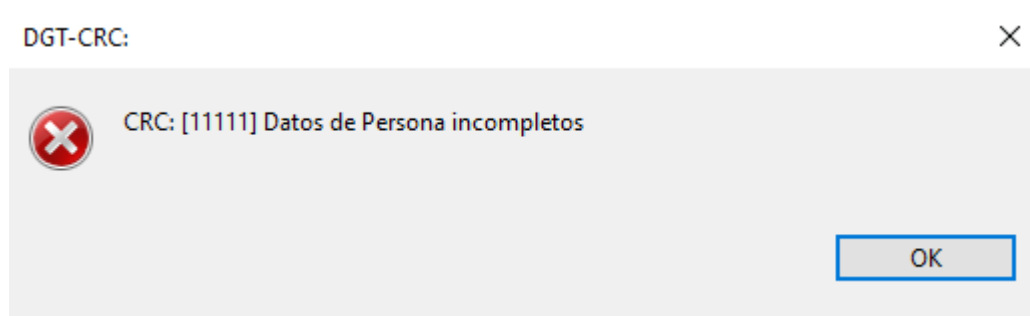 DGT-CRC:
CRC: [11111] Datos de Persona incompletos
OK